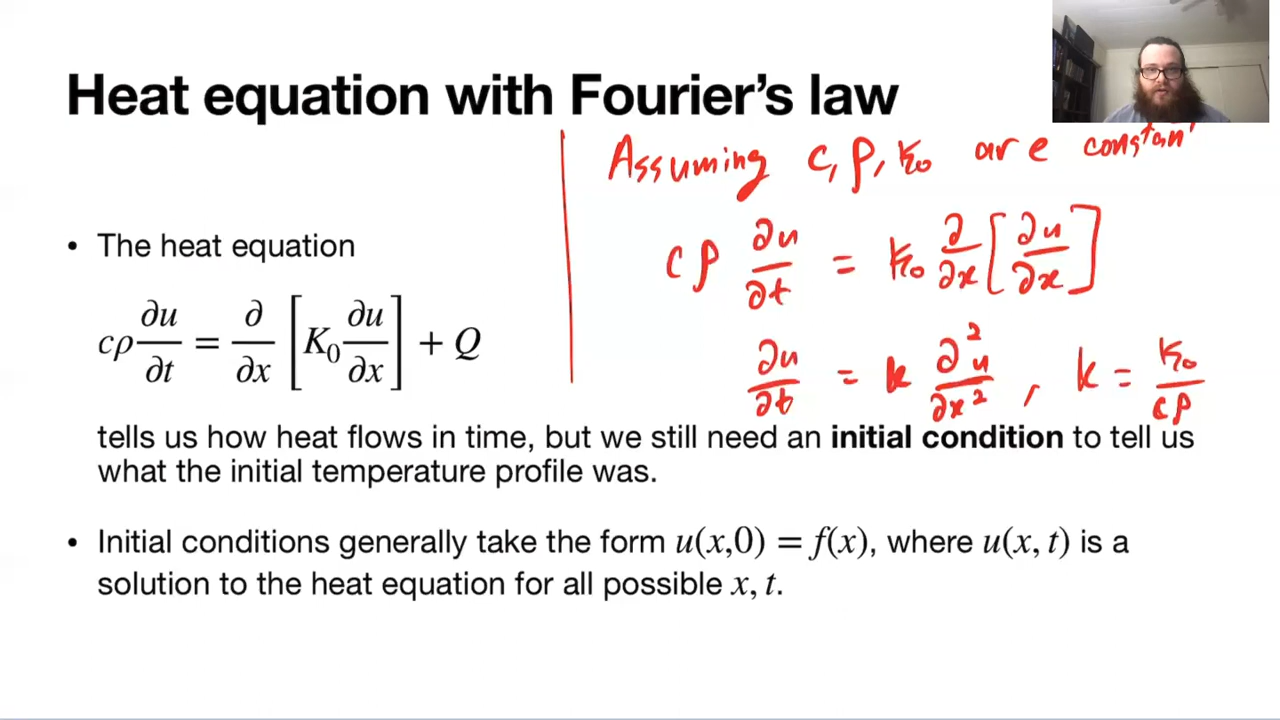 Heat equation with Fourier's law
Assuming c, ρ, K₀ are constant
cρ ∂u/∂t = K₀ ∂/∂x [∂u/∂x]
∂u/∂t = k ∂²u/∂x², k = K₀/cρ
• The heat equation
cρ ∂u/∂t = ∂/∂x [K₀ ∂u/∂x] + Q
tells us how heat flows in time, but we still need an initial condition to tell us
what the initial temperature profile was.
• Initial conditions generally take the form u(x,0) = f(x), where u(x, t) is a
solution to the heat equation for all possible x, t.